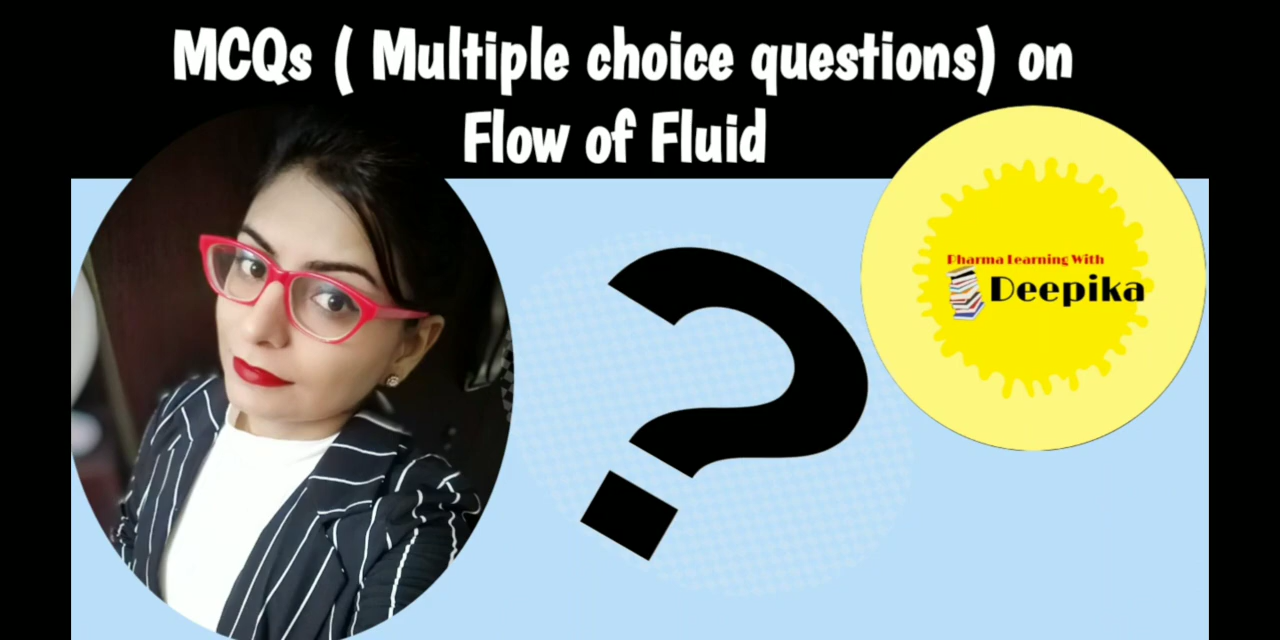 MCQs ( Multiple choice questions) on
Flow of Fluid
Pharma Learning With
Deepika